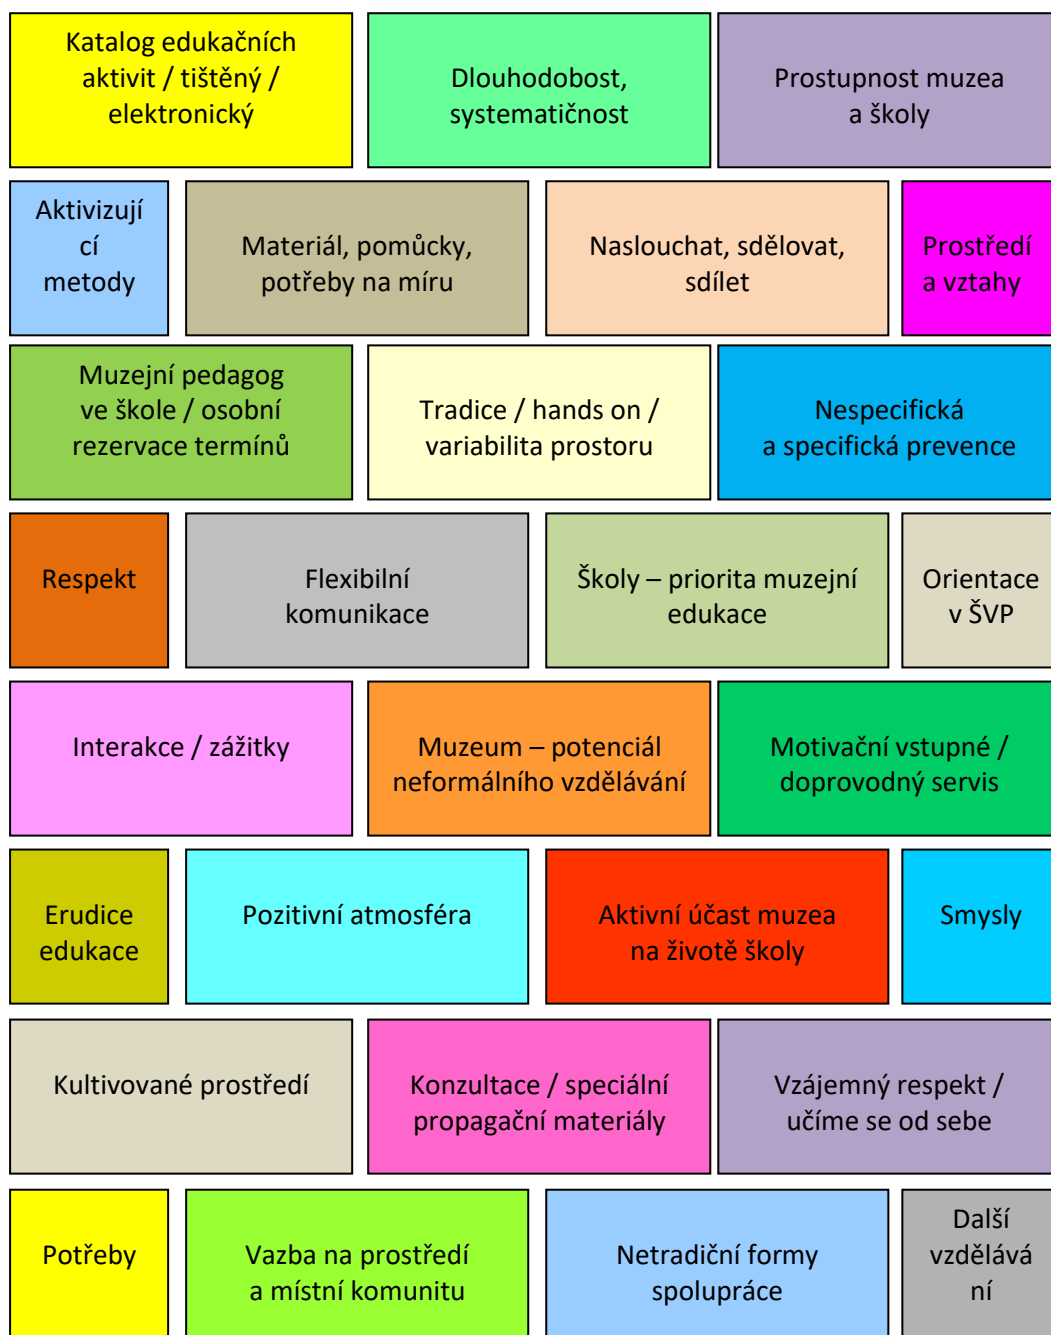 Katalog edukačních
aktivit / tištěný /
elektronický
Dlouhodobost,
systematičnost
Prostupnost muzea
a školy
Aktivizují
cí
metody
Materiál, pomůcky,
potřeby na míru
Naslouchat, sdělovat,
sdílet
Prostředí
a vztahy
Muzejní pedagog
ve škole / osobní
rezervace termínů
Tradice / hands on /
variabilita prostoru
Nespecifická
a specifická prevence
Respekt
Flexibilní
komunikace
Školy – priorita muzejní
edukace
Orientace
v ŠVP
Interakce / zážitky
Muzeum – potenciál
neformálního vzdělávání
Motivační vstupné /
doprovodný servis
Erudice
edukace
Pozitivní atmosféra
Aktivní účast muzea
na životě školy
Smysly
Kultivované prostředí
Konzultace / speciální
propagační materiály
Vzájemný respekt /
učíme se od sebe
Potřeby
Vazba na prostředí
a místní komunitu
Netradiční formy
spolupráce
Další
vzdělává
ní